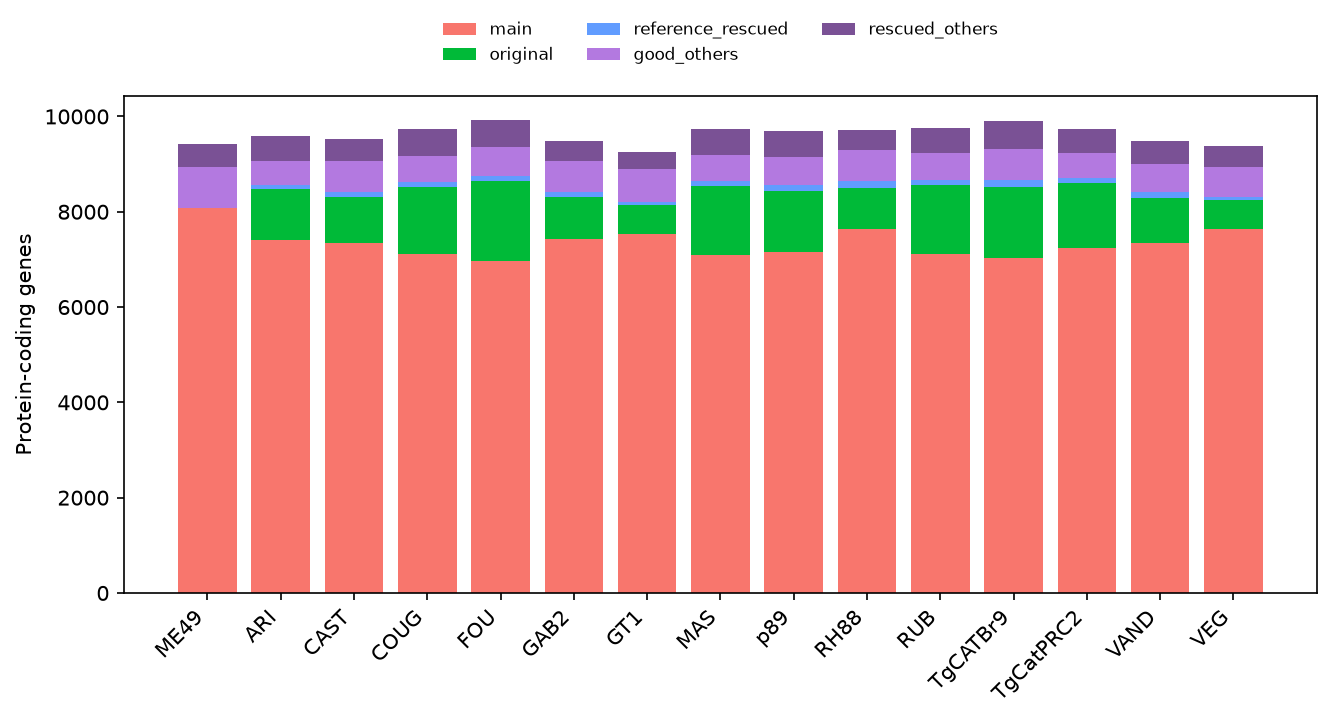 main reference_rescued rescued_others
original good_others
10000
8000
6000
4000
2000
0
Protein-coding genes
ME49 ARI CAST COUG FOU GAB2 GT1 MAS p89 RH88 RUB TgCATBr9 TgCatPRC2 VAND VEG